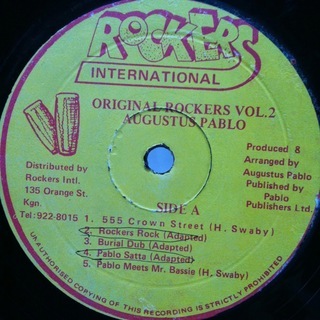 ROCKERS
INTERNATIONAL
ORIGINAL ROCKERS VOL.2
AUGUSTUS PABLO
Distributed by
Rockers Intl.
135 Orange St.
Kgn.
Tel:922-8015
Produced &
Arranged by
Augustus Pablo
Published by
Pablo
Publishers Ltd.
SIDE A
1. 555 Crown Street (H. Swaby)
2. Rockers Rock (Adapted)
3. Burial Dub (Adapted)
4. Pablo Satta (Adapted)
5. Pablo Meets Mr. Bassie (H. Swaby)
UNAUTHORISED COPYING OF THIS RECORDING IS STRICTLY PROHIBITED